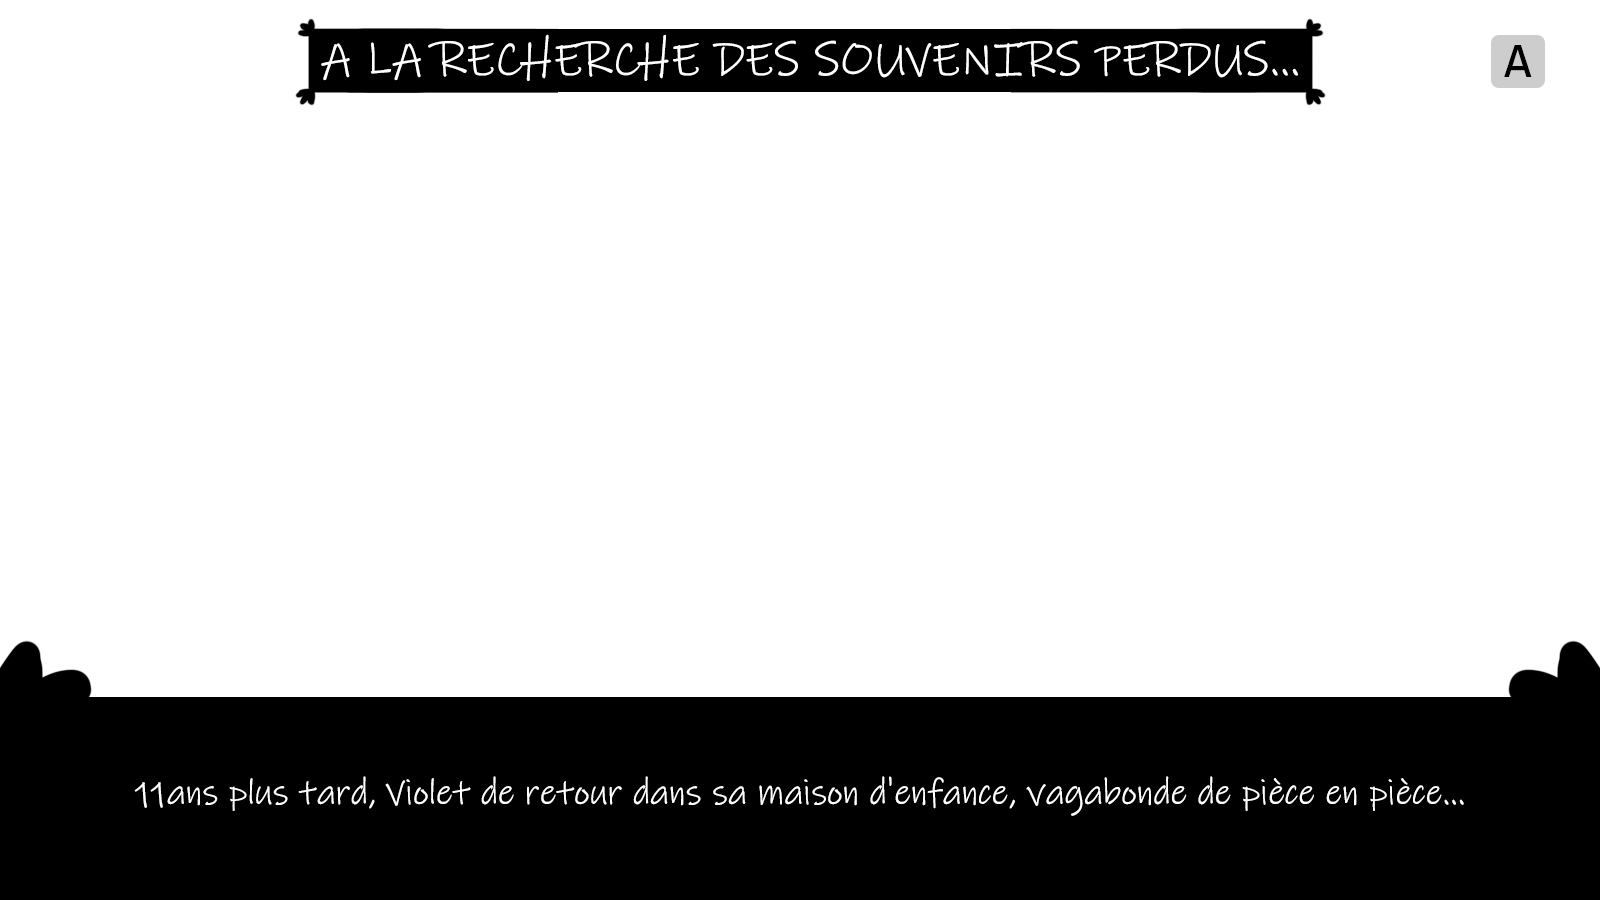 A LA RECHERCHE DES SOUVENIRS PERDUS...
A
11ans plus tard, Violet de retour dans sa maison d'enfance, vagabonde de pièce en pièce...